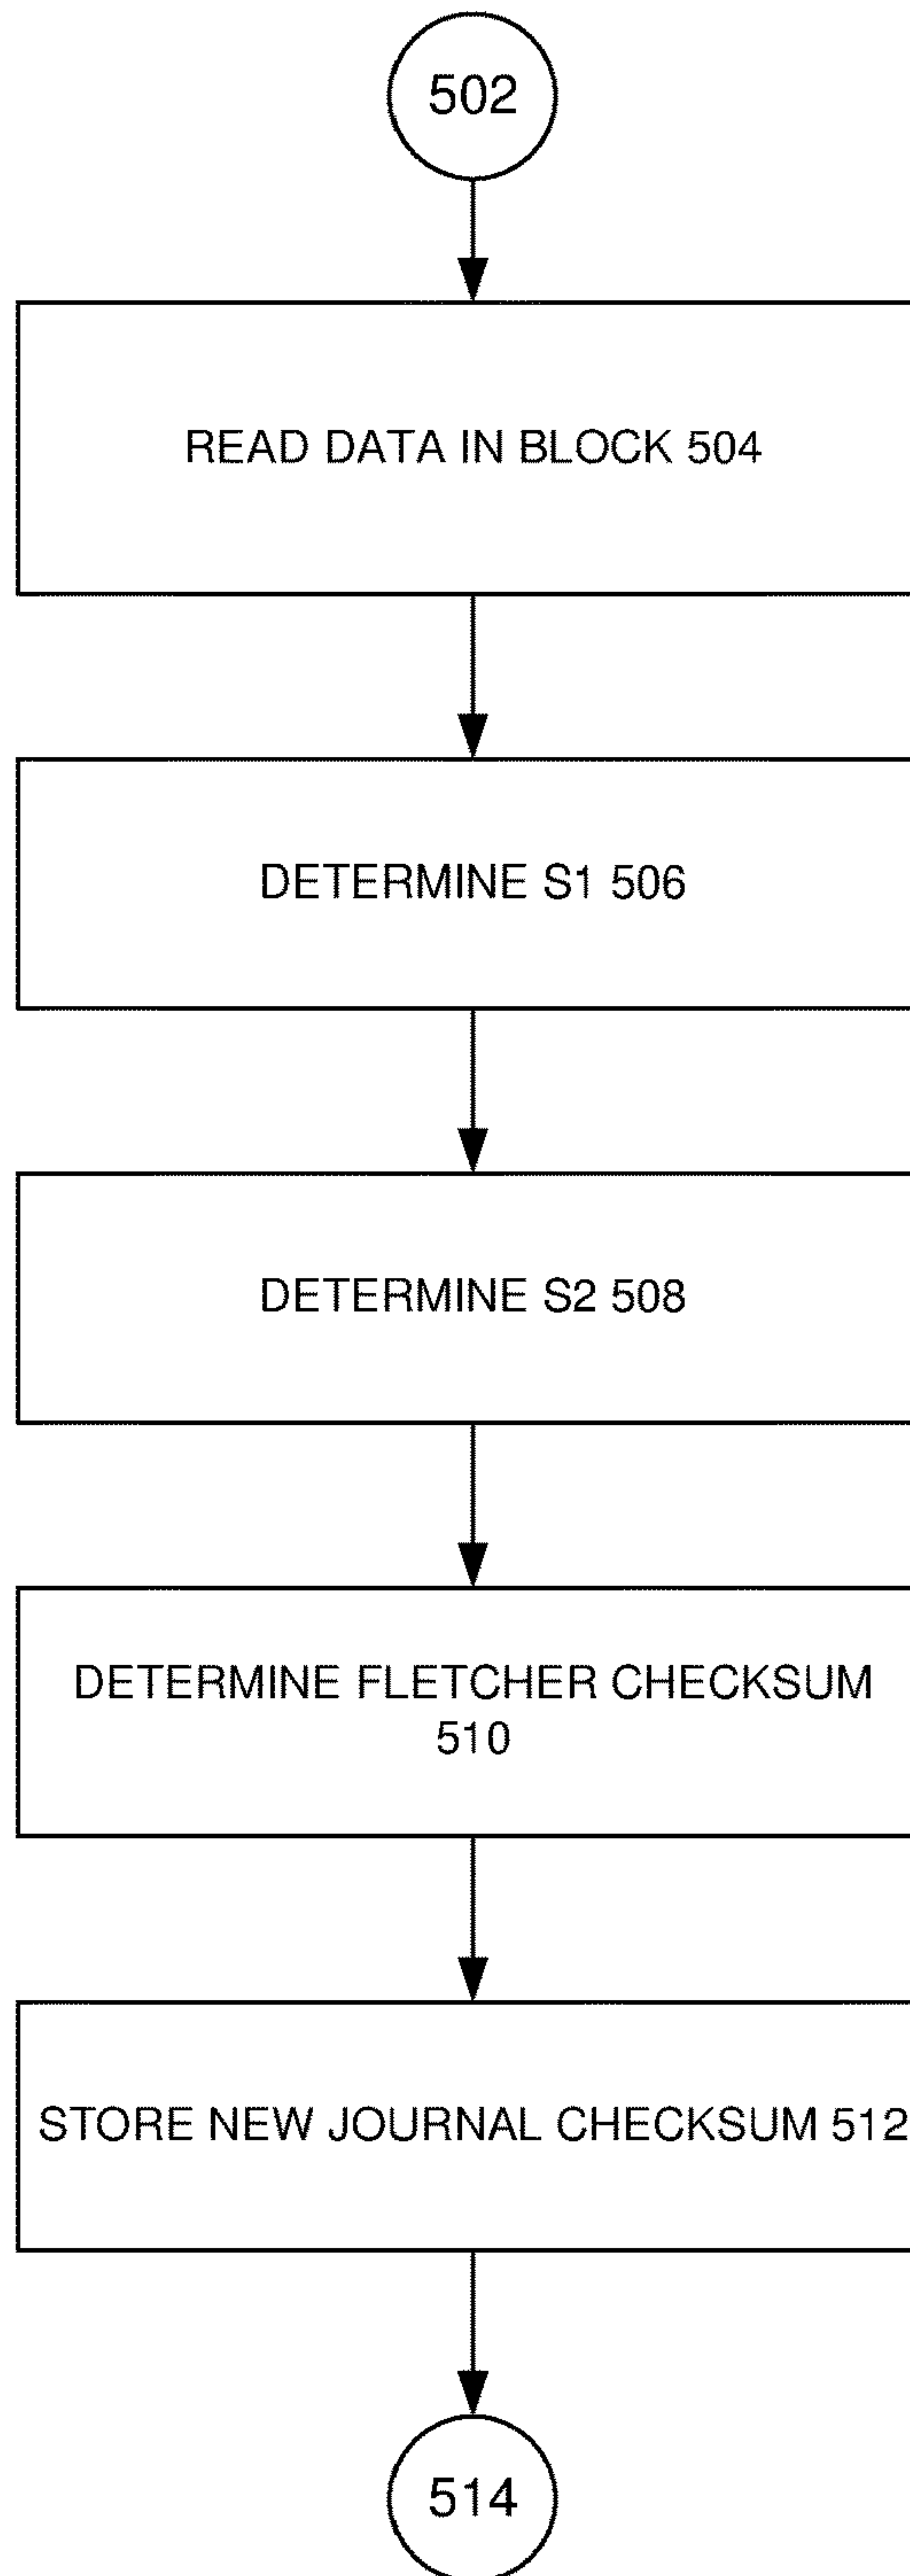 502
READ DATA IN BLOCK 504
DETERMINE S1 506
DETERMINE S2 508
DETERMINE FLETCHER CHECKSUM
510
STORE NEW JOURNAL CHECKSUM 512
514